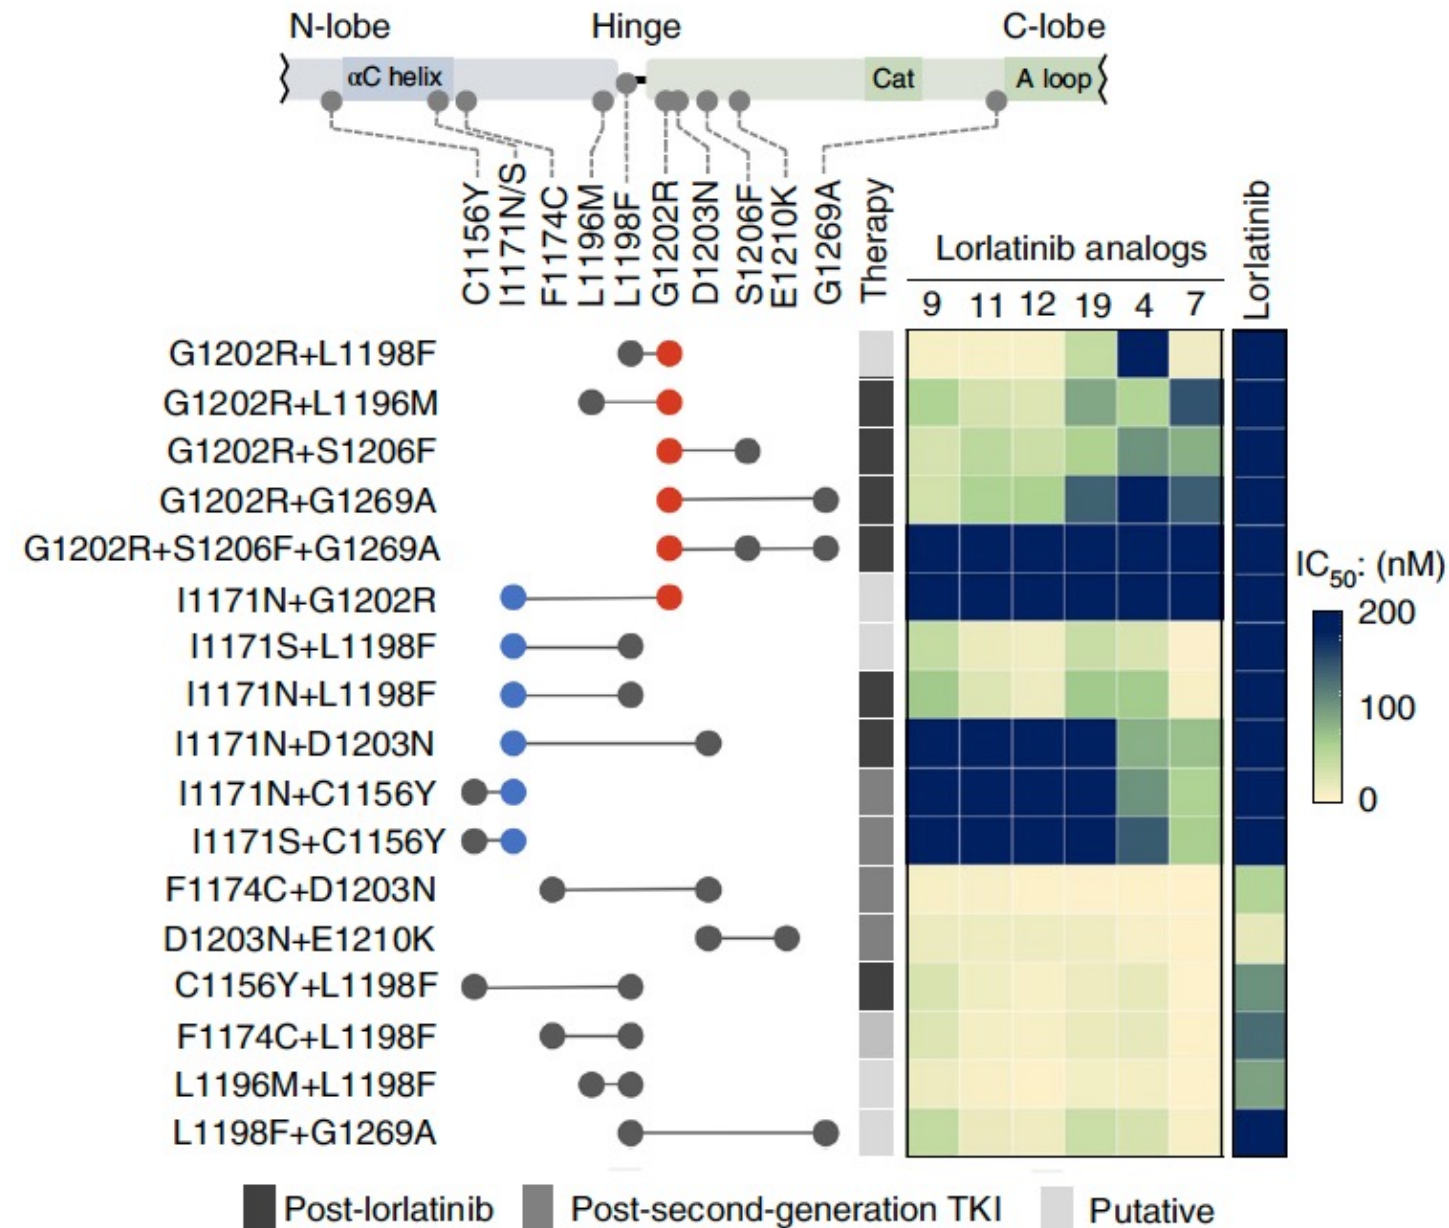 N-lobe Hinge C-lobe
αC helix Cat A loop
C1156Y I1171N/S F1174C L1196M L1198F G1202R D1203N S1206F E1210K G1269A Therapy Lorlatinib
Lorlatinib analogs
9 11 12 19 4 7
G1202R+L1198F
G1202R+L1196M
G1202R+S1206F
G1202R+G1269A
G1202R+S1206F+G1269A
I1171N+G1202R
I1171S+L1198F
I1171N+L1198F
I1171N+D1203N
I1171N+C1156Y
I1171S+C1156Y
F1174C+D1203N
D1203N+E1210K
C1156Y+L1198F
F1174C+L1198F
L1196M+L1198F
L1198F+G1269A
IC50: (nM)
200
100
0
Post-lorlatinib Post-second-generation TKI Putative